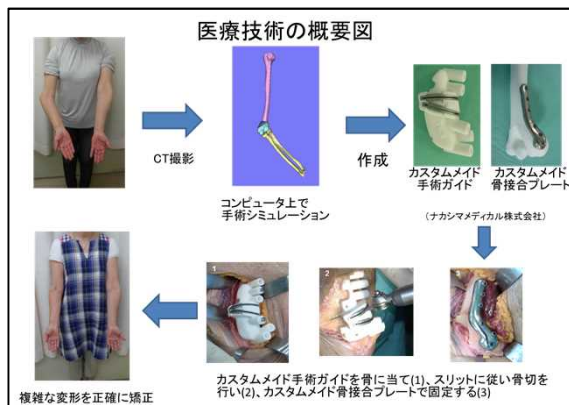 医療技術の概要図
CT撮影
コンピュータ上で
手術シミュレーション
作成
カスタムメイド
手術ガイド
カスタムメイド
骨接合プレート
(ナカシマメディカル株式会社)
1
2
3
カスタムメイド手術ガイドを骨に当て(1)、スリットに従い骨切を
行い(2)、カスタムメイド骨接合プレートで固定する(3)
複雑な変形を正確に矯正